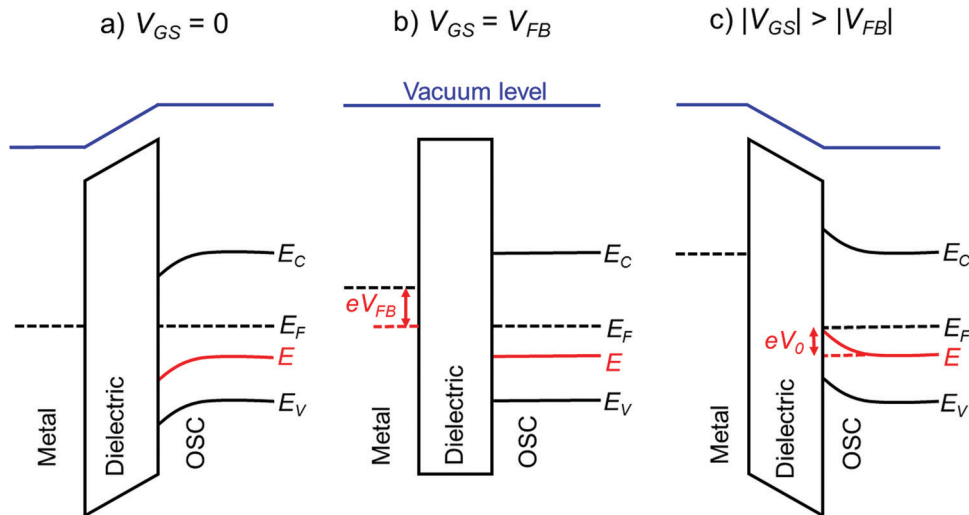 a) V_GS = 0
b) V_GS = V_FB
c) |V_GS| > |V_FB|
Vacuum level
E_C
E_F
E
E_V
Metal
Dielectric
OSC
E_C
eV_FB
E_F
E
E_V
Metal
Dielectric
OSC
E_C
E_F
eV_0
E
E_V
Metal
Dielectric
OSC